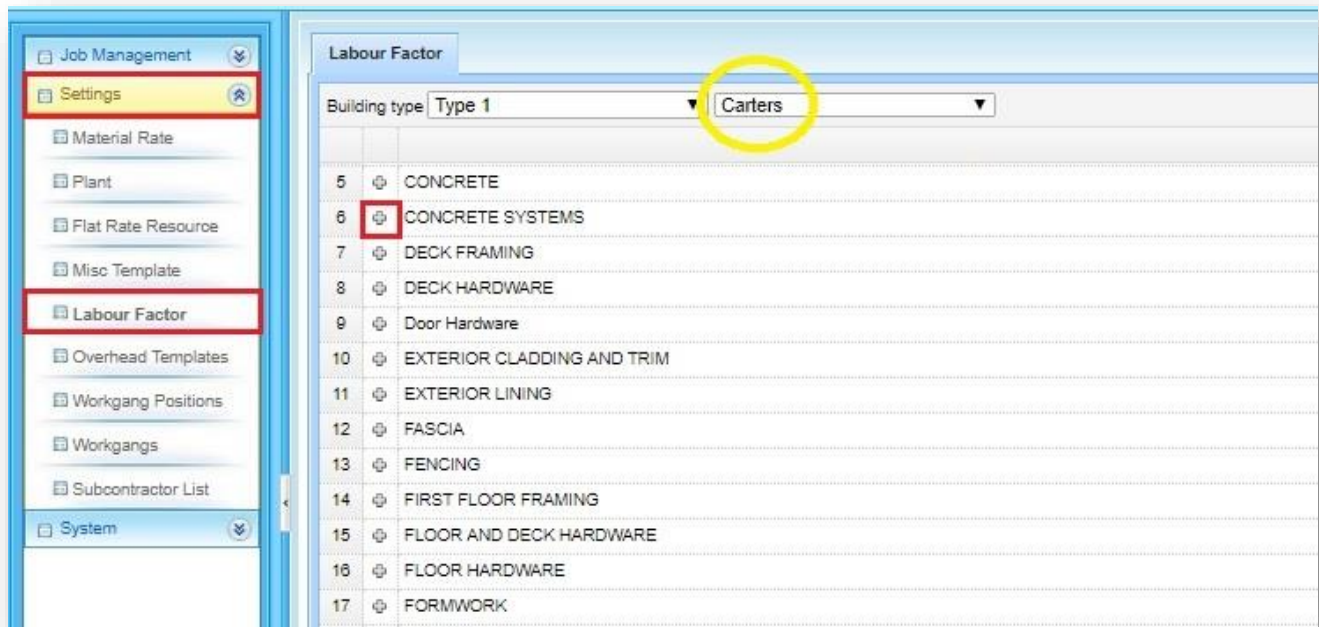 Job Management
Settings
Material Rate
Plant
Flat Rate Resource
Misc Template
Labour Factor
Overhead Templates
Workgang Positions
Workgangs
Subcontractor List
System
Labour Factor
Building type Type 1 Carters
5 CONCRETE
6 CONCRETE SYSTEMS
7 DECK FRAMING
8 DECK HARDWARE
9 Door Hardware
10 EXTERIOR CLADDING AND TRIM
11 EXTERIOR LINING
12 FASCIA
13 FENCING
14 FIRST FLOOR FRAMING
15 FLOOR AND DECK HARDWARE
16 FLOOR HARDWARE
17 FORMWORK